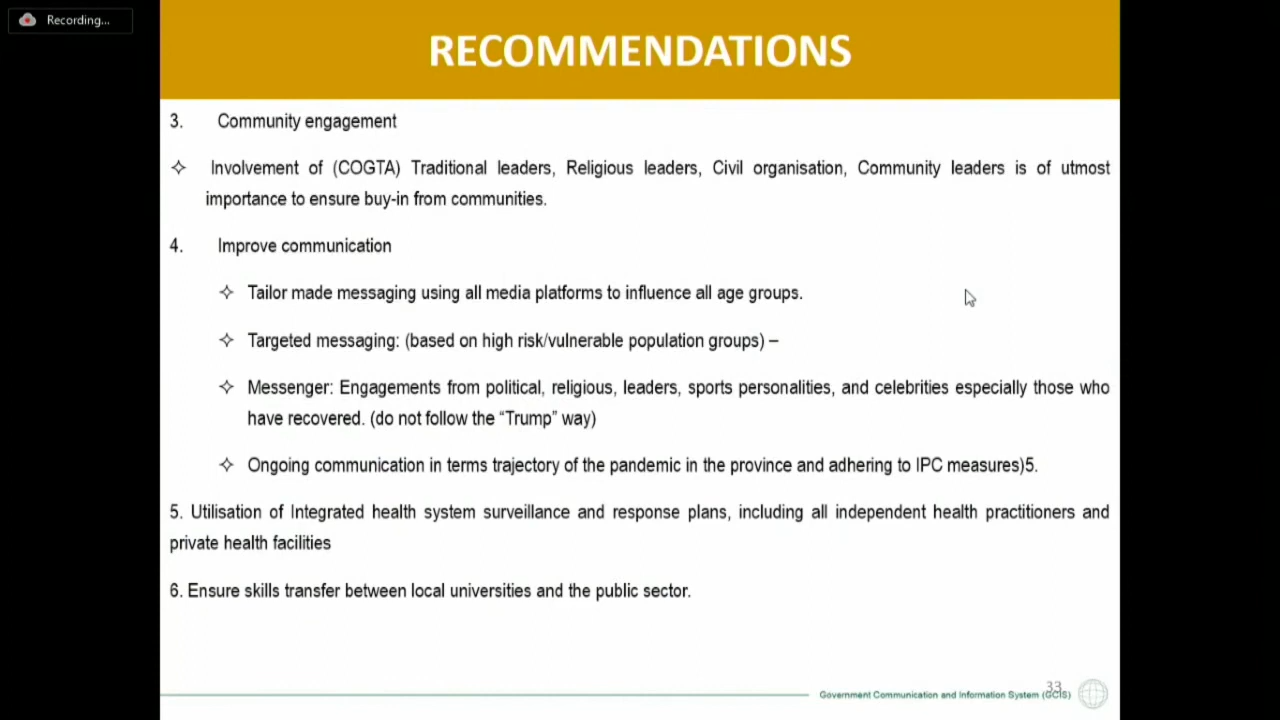 Recording...
RECOMMENDATIONS
3. Community engagement
Involvement of (COGTA) Traditional leaders, Religious leaders, Civil organisation, Community leaders is of utmost
importance to ensure buy-in from communities.
4. Improve communication
Tailor made messaging using all media platforms to influence all age groups.
Targeted messaging: (based on high risk/vulnerable population groups) –
Messenger: Engagements from political, religious, leaders, sports personalities, and celebrities especially those who
have recovered. (do not follow the “Trump” way)
Ongoing communication in terms trajectory of the pandemic in the province and adhering to IPC measures)5.
5. Utilisation of Integrated health system surveillance and response plans, including all independent health practitioners and
private health facilities
6. Ensure skills transfer between local universities and the public sector.
33
Government Communication and Information System (GCIS)